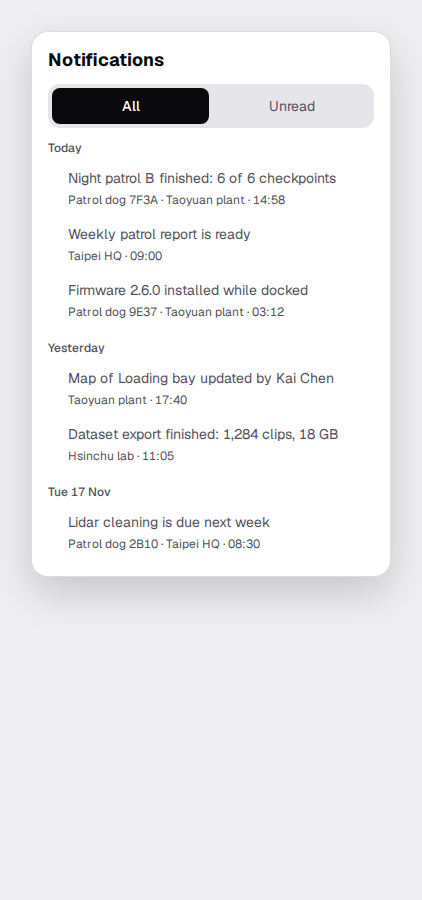 Notifications
All
Unread
Today
Night patrol B finished: 6 of 6 checkpoints
Patrol dog 7F3A · Taoyuan plant · 14:58
Weekly patrol report is ready
Taipei HQ · 09:00
Firmware 2.6.0 installed while docked
Patrol dog 9E37 · Taoyuan plant · 03:12
Yesterday
Map of Loading bay updated by Kai Chen
Taoyuan plant · 17:40
Dataset export finished: 1,284 clips, 18 GB
Hsinchu lab · 11:05
Tue 17 Nov
Lidar cleaning is due next week
Patrol dog 2B10 · Taipei HQ · 08:30